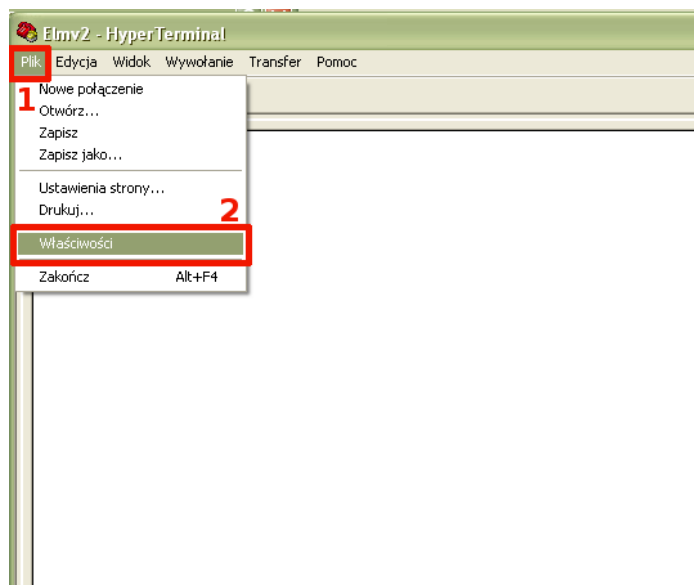 Elmv2 - HyperTerminal
Plik Edycja Widok Wywołanie Transfer Pomoc
1
Nowe połączenie
Otwórz...
Zapisz
Zapisz jako...
Ustawienia strony...
Drukuj...
2
Właściwości
Zakończ Alt+F4